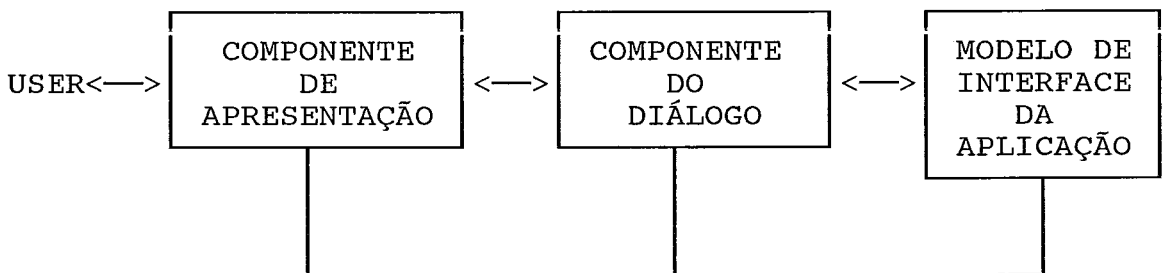 USER<—>
COMPONENTE
DE
APRESENTAÇÃO
<—>
COMPONENTE
DO
DIÁLOGO
<—>
MODELO DE
INTERFACE
DA
APLICAÇÃO